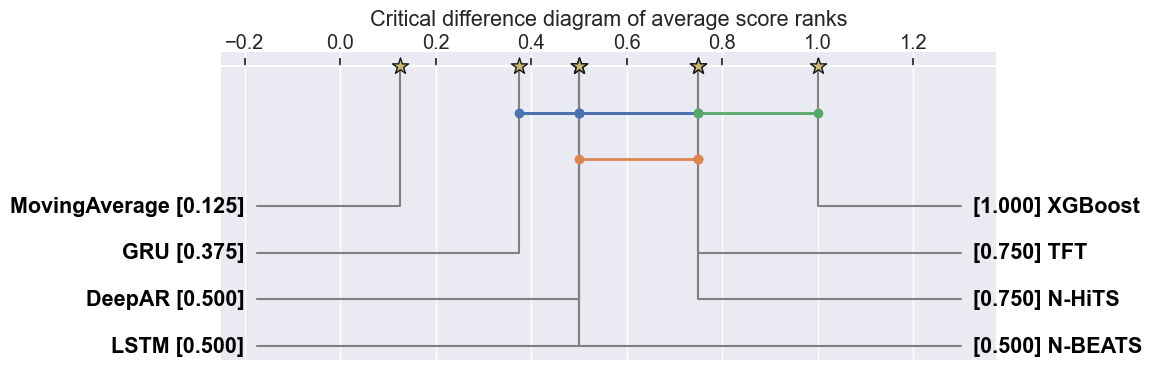 Critical difference diagram of average score ranks
−0.2 0.0 0.2 0.4 0.6 0.8 1.0 1.2
MovingAverage [0.125] [1.000] XGBoost
GRU [0.375] [0.750] TFT
DeepAR [0.500] [0.750] N-HiTS
LSTM [0.500] [0.500] N-BEATS